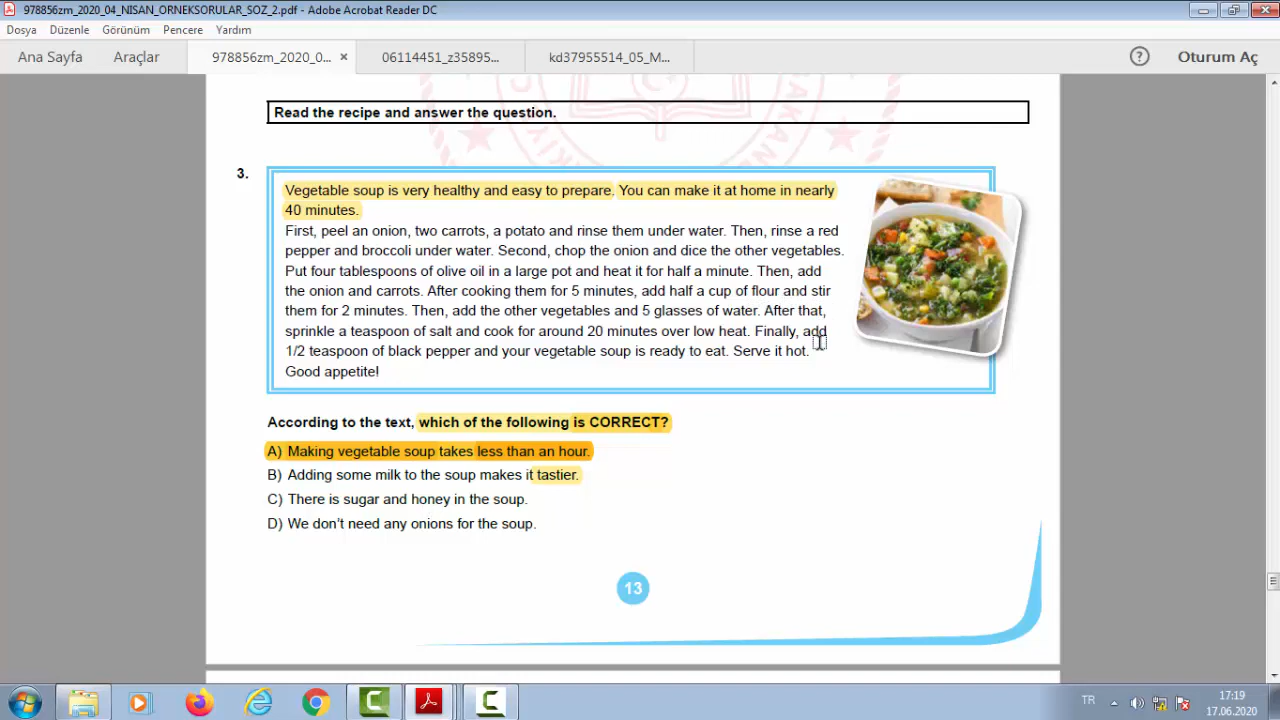 978856zm_2020_04_NISAN_ORNEKSORULAR_SOZ_2.pdf - Adobe Acrobat Reader DC
Dosya Düzenle Görünüm Pencere Yardım
Ana Sayfa Araçlar 978856zm_2020_0... × 06114451_z35895... kd37955514_05_M... ? Oturum Aç
Read the recipe and answer the question.
3.
Vegetable soup is very healthy and easy to prepare. You can make it at home in nearly
40 minutes.
First, peel an onion, two carrots, a potato and rinse them under water. Then, rinse a red
pepper and broccoli under water. Second, chop the onion and dice the other vegetables.
Put four tablespoons of olive oil in a large pot and heat it for half a minute. Then, add
the onion and carrots. After cooking them for 5 minutes, add half a cup of flour and stir
them for 2 minutes. Then, add the other vegetables and 5 glasses of water. After that,
sprinkle a teaspoon of salt and cook for around 20 minutes over low heat. Finally, add
1/2 teaspoon of black pepper and your vegetable soup is ready to eat. Serve it hot.
Good appetite!
According to the text, which of the following is CORRECT?
A) Making vegetable soup takes less than an hour.
B) Adding some milk to the soup makes it tastier.
C) There is sugar and honey in the soup.
D) We don't need any onions for the soup.
13
TR 17:19
17.06.2020